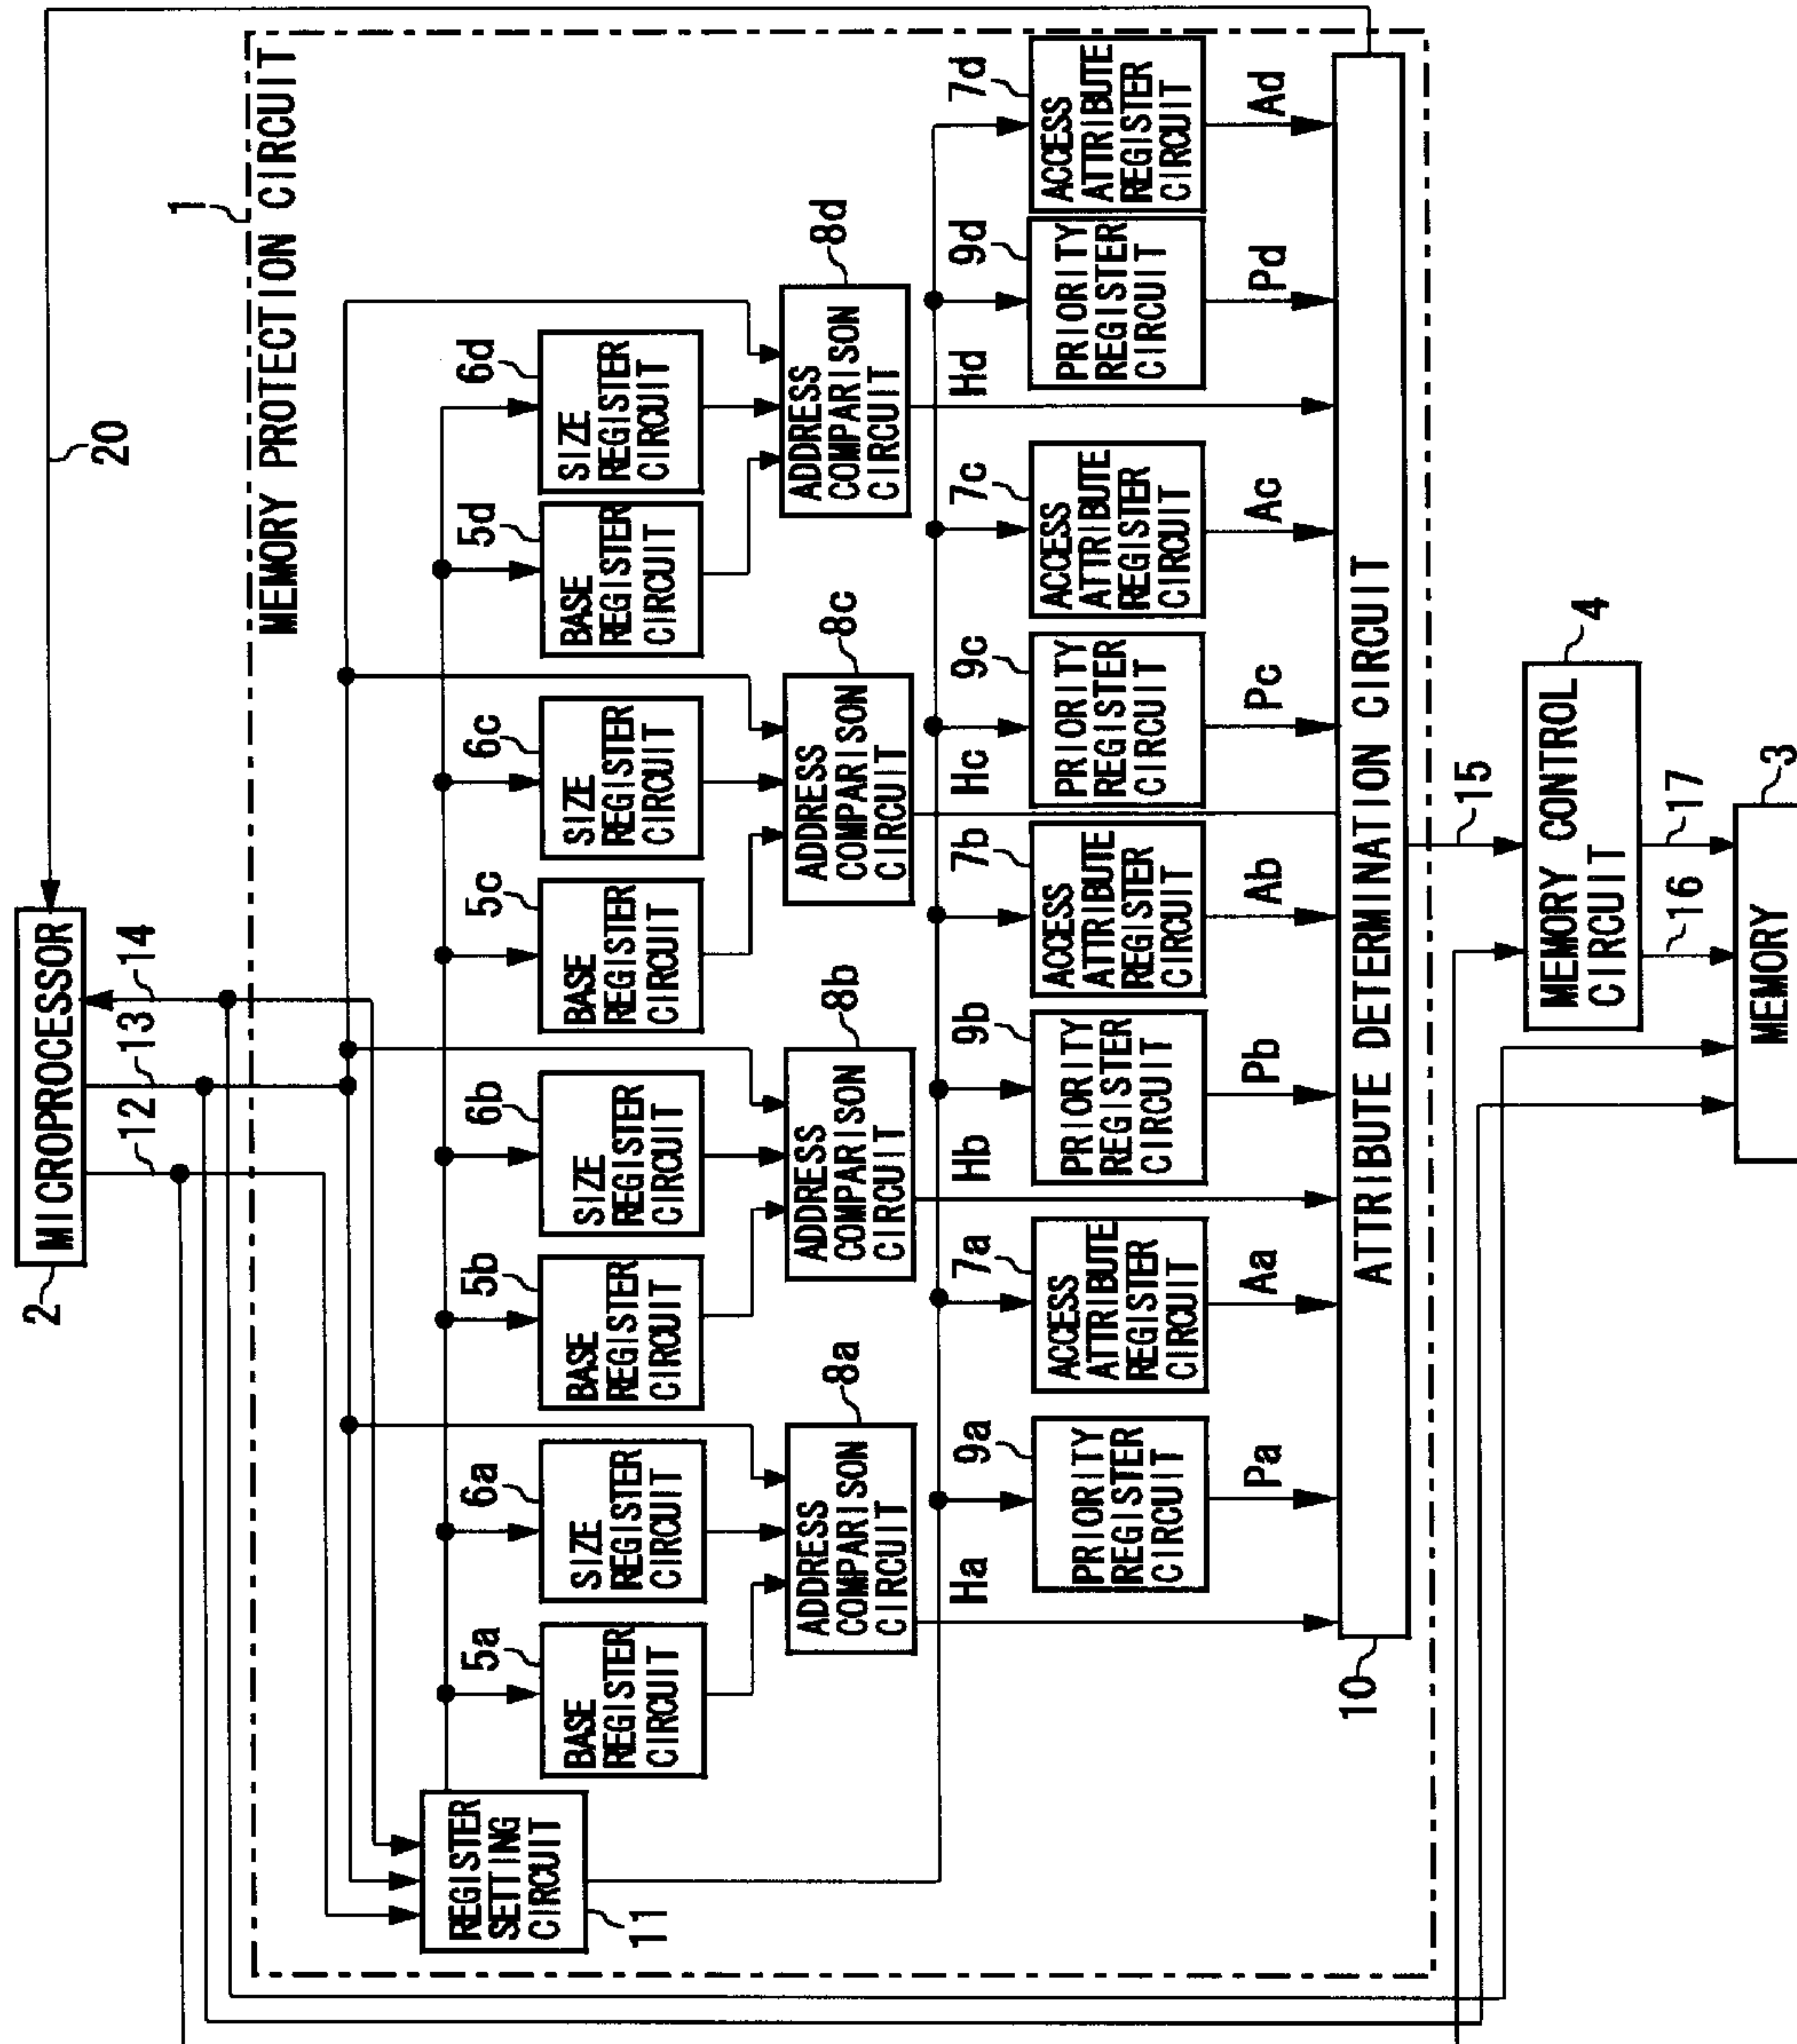 MICROPROCESSOR
2
12
13
14
20
1
MEMORY PROTECTION CIRCUIT
REGISTER
SETTING
CIRCUIT
11
5a
BASE
REGISTER
CIRCUIT
6a
SIZE
REGISTER
CIRCUIT
5b
BASE
REGISTER
CIRCUIT
6b
SIZE
REGISTER
CIRCUIT
5c
BASE
REGISTER
CIRCUIT
6c
SIZE
REGISTER
CIRCUIT
5d
BASE
REGISTER
CIRCUIT
6d
SIZE
REGISTER
CIRCUIT
ADDRESS
COMPARISON
CIRCUIT
8a
ADDRESS
COMPARISON
CIRCUIT
8b
ADDRESS
COMPARISON
CIRCUIT
8c
ADDRESS
COMPARISON
CIRCUIT
8d
Ha
9a
PRIORITY
REGISTER
CIRCUIT
Pa
7a
ACCESS
ATTRIBUTE
REGISTER
CIRCUIT
Aa
Hb
9b
PRIORITY
REGISTER
CIRCUIT
Pb
7b
ACCESS
ATTRIBUTE
REGISTER
CIRCUIT
Ab
Hc
9c
PRIORITY
REGISTER
CIRCUIT
Pc
7c
ACCESS
ATTRIBUTE
REGISTER
CIRCUIT
Ac
Hd
9d
PRIORITY
REGISTER
CIRCUIT
Pd
7d
ACCESS
ATTRIBUTE
REGISTER
CIRCUIT
Ad
10
ATTRIBUTE DETERMINATION CIRCUIT
15
MEMORY CONTROL
CIRCUIT
4
16
17
MEMORY
3